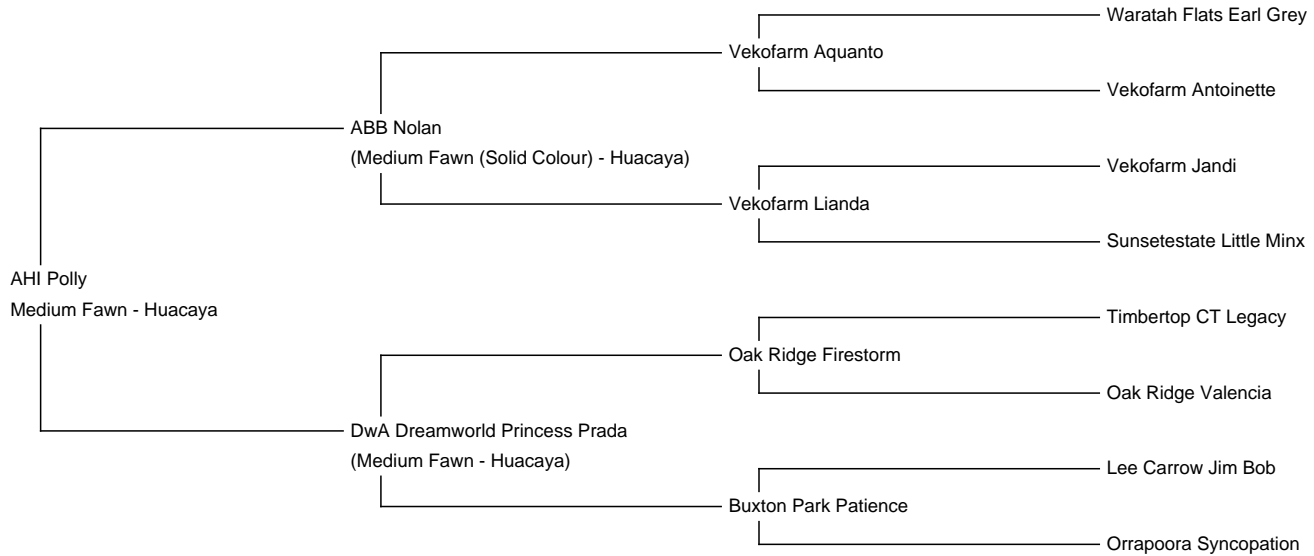 Waratah Flats Earl Grey
Vekofarm Aquanto
Vekofarm Antoinette
ABB Nolan
(Medium Fawn (Solid Colour) - Huacaya)
Vekofarm Jandi
Vekofarm Lianda
Sunsetestate Little Minx
AHI Polly
Medium Fawn - Huacaya
Timbertop CT Legacy
Oak Ridge Firestorm
Oak Ridge Valencia
DwA Dreamworld Princess Prada
(Medium Fawn - Huacaya)
Lee Carrow Jim Bob
Buxton Park Patience
Orrapoora Syncopation